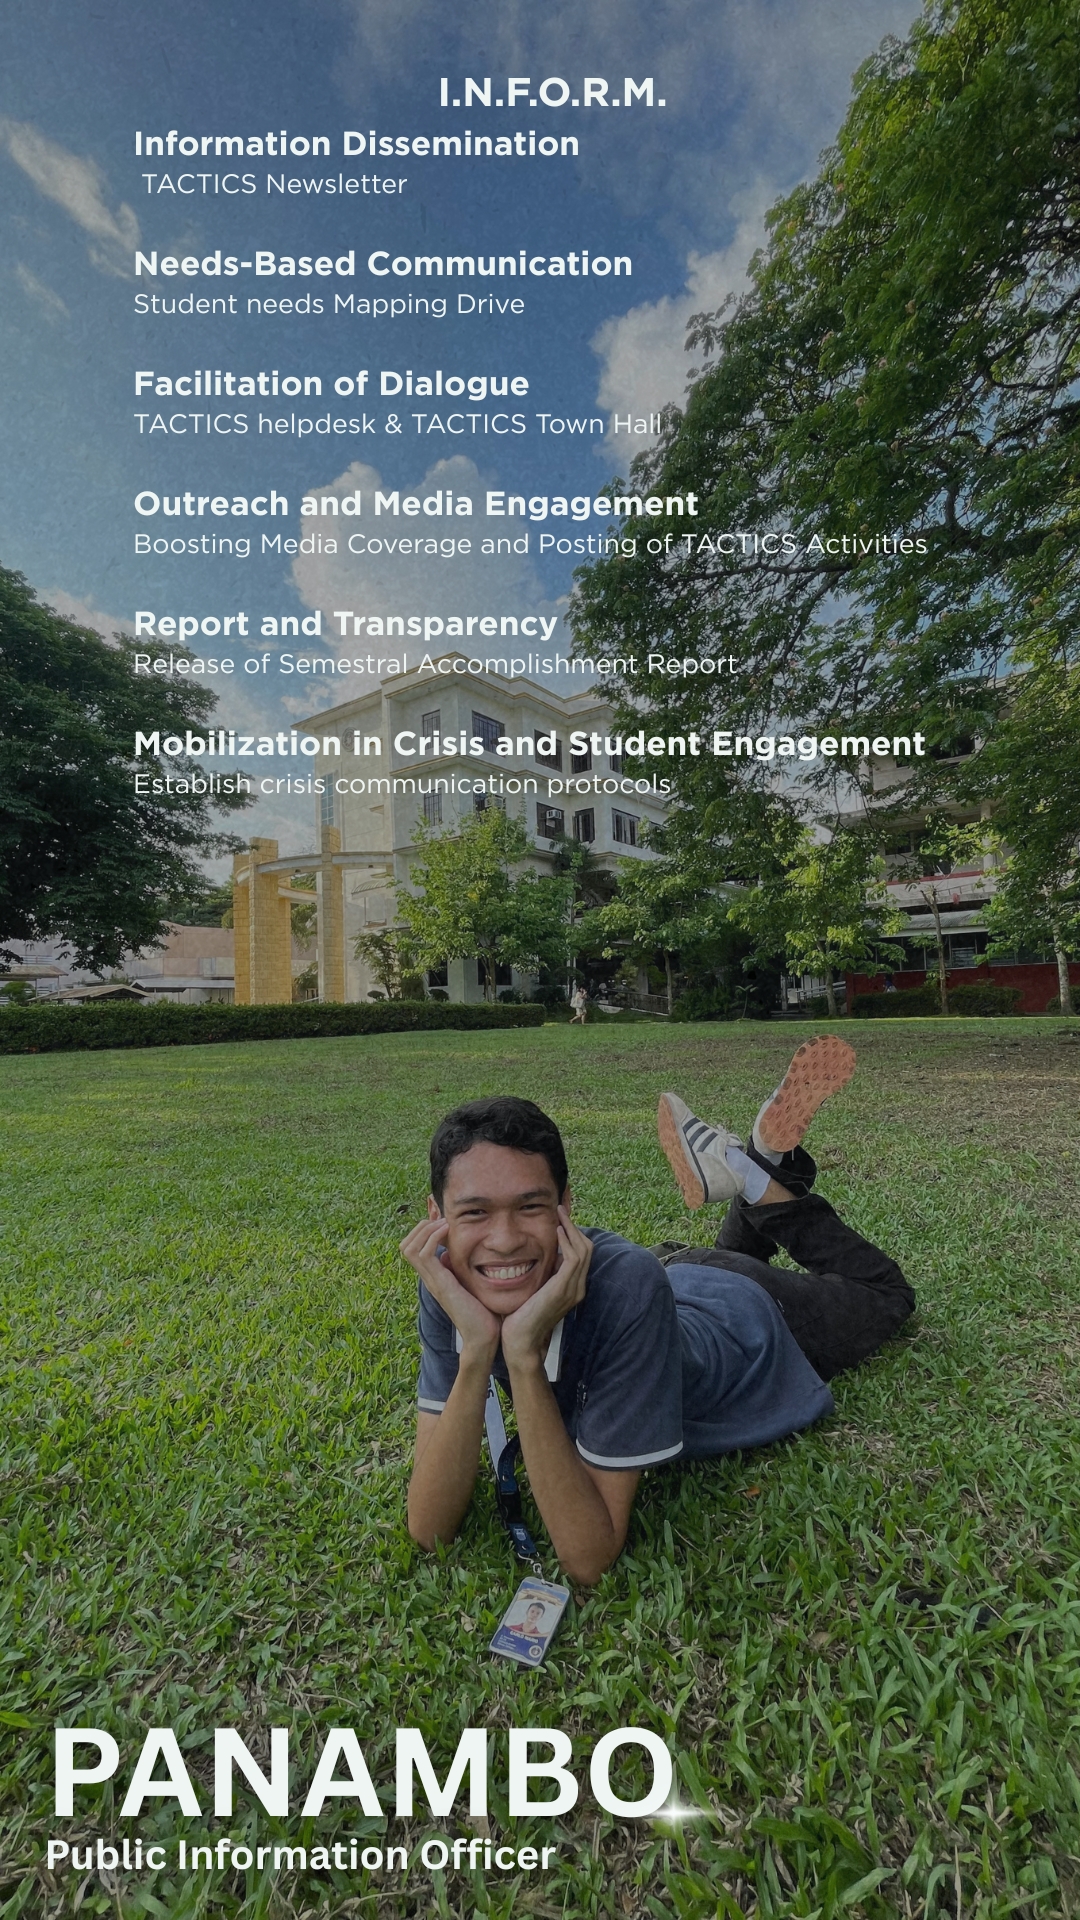 I.N.F.O.R.M.
Information Dissemination
TACTICS Newsletter
Needs-Based Communication
Student needs Mapping Drive
Facilitation of Dialogue
TACTICS helpdesk & TACTICS Town Hall
Outreach and Media Engagement
Boosting Media Coverage and Posting of TACTICS Activities
Report and Transparency
Release of Semestral Accomplishment Report
Mobilization in Crisis and Student Engagement
Establish crisis communication protocols
PANAMBO
Public Information Officer